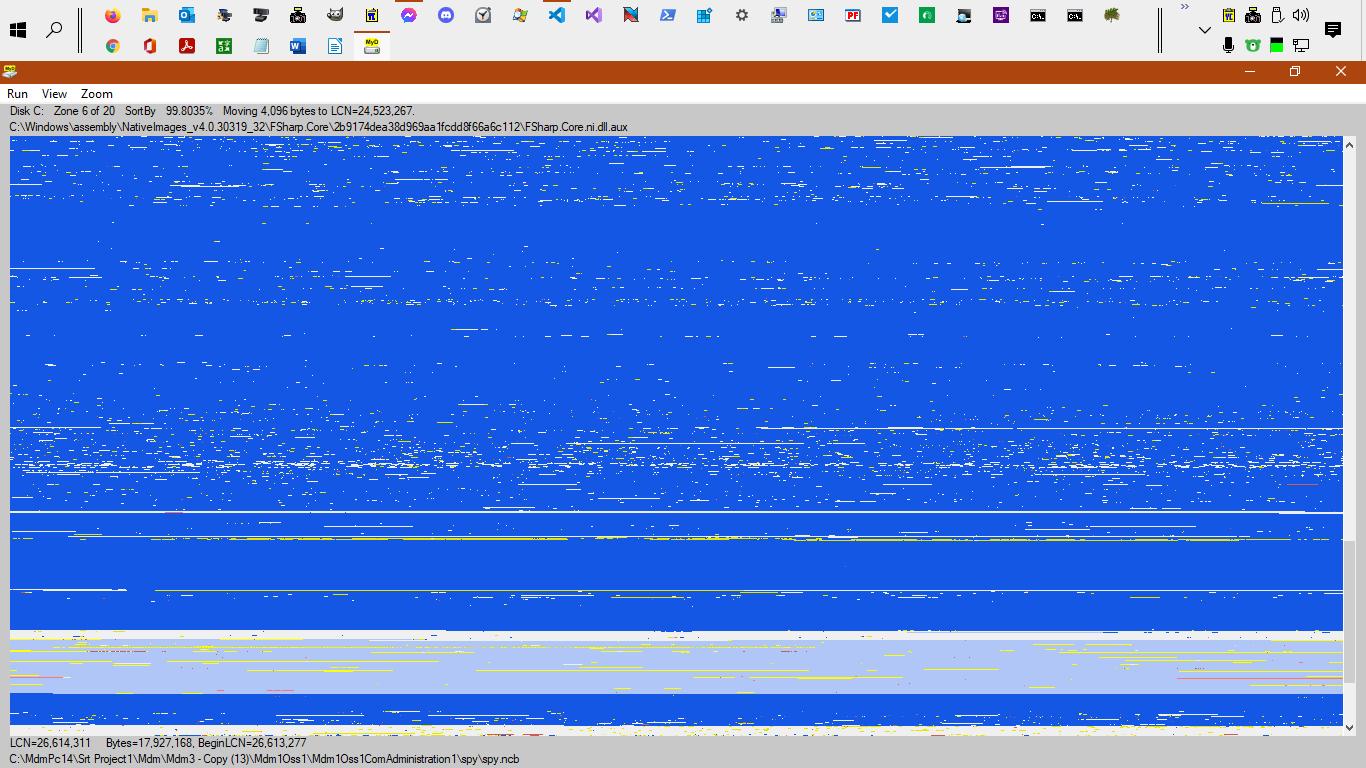 MyD
PF
C:\
C:\
Run View Zoom
Disk C: Zone 6 of 20 SortBy 99.8035% Moving 4,096 bytes to LCN=24,523,267.
C:\Windows\assembly\NativeImages_v4.0.30319_32\FSharp.Core\2b9174dea38d969aa1fcdd8f66a6c112\FSharp.Core.ni.dll.aux
LCN=26,614,311 Bytes=17,927,168, BeginLCN=26,613,277
C:\MdmPc14\Srt Project1\Mdm\Mdm3 - Copy (13)\Mdm1Oss1\Mdm1Oss1ComAdministration1\spy\spy.ncb